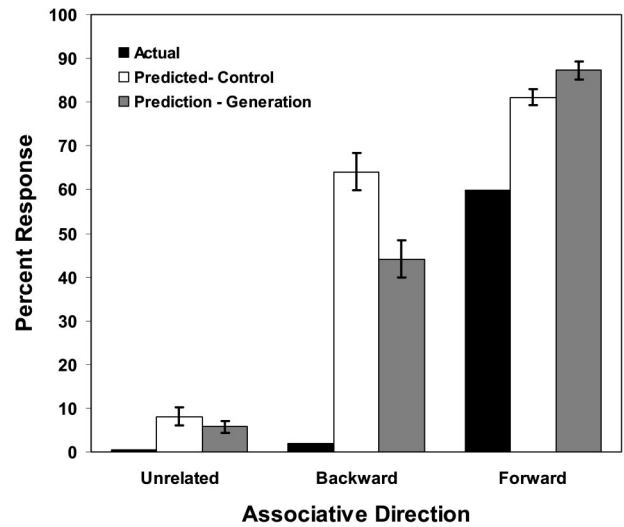 100
90
80
70
60
50
40
30
20
10
0
Percent Response
Actual
Predicted- Control
Prediction - Generation
Unrelated Backward Forward
Associative Direction